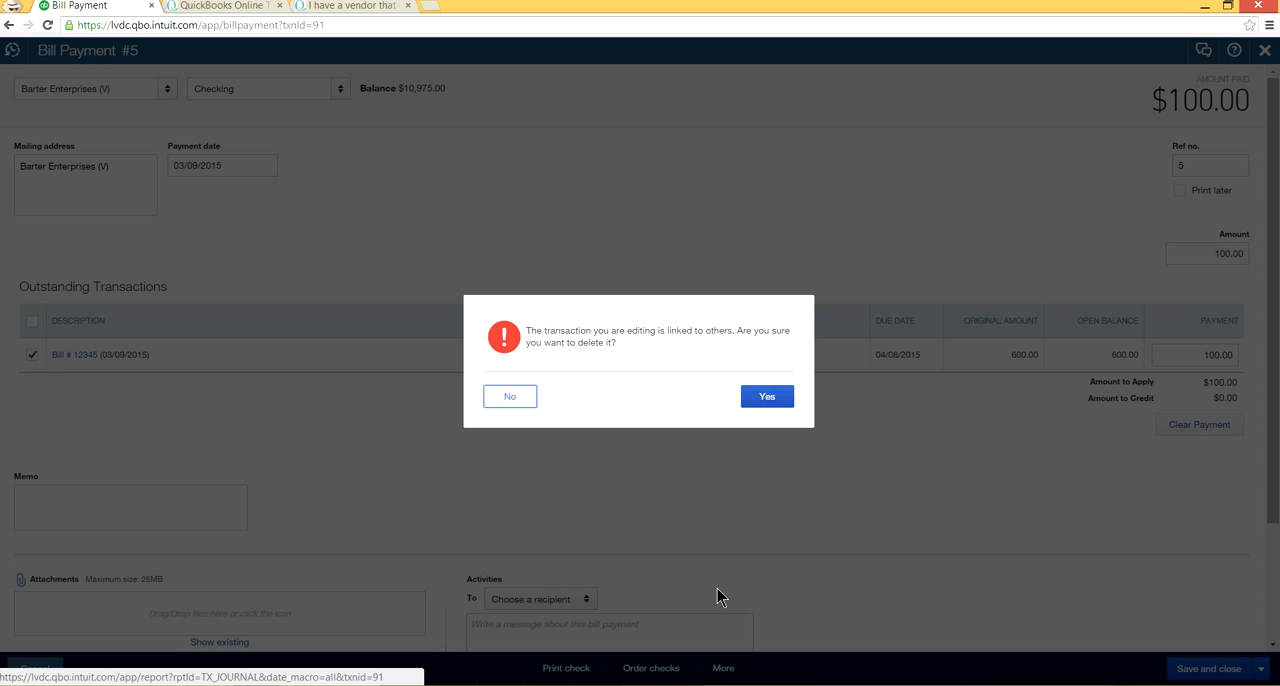 Bill Payment
QuickBooks Online T
I have a vendor that
https://lvdc.qbo.intuit.com/app/billpayment?txnId=91
Bill Payment #5
Barter Enterprises (V)
Checking
Balance $10,975.00
AMOUNT PAID
$100.00
Mailing address
Payment date
Ref no.
Barter Enterprises (V)
03/09/2015
5
Print later
Amount
100.00
Outstanding Transactions
DESCRIPTION
DUE DATE
ORIGINAL AMOUNT
OPEN BALANCE
PAYMENT
Bill # 12345 (03/09/2015)
04/08/2015
600.00
600.00
100.00
The transaction you are editing is linked to others. Are you sure
you want to delete it?
No
Yes
Amount to Apply $100.00
Amount to Credit $0.00
Clear Payment
Memo
Attachments Maximum size: 25MB
Activities
To Choose a recipient
Drag/Drop files here or click the icon
Write a message about this bill payment
Show existing
Cancel
Print check
Order checks
More
Save and close
https://lvdc.qbo.intuit.com/app/report?rptId=TX_JOURNAL&date_macro=all&txnid=91